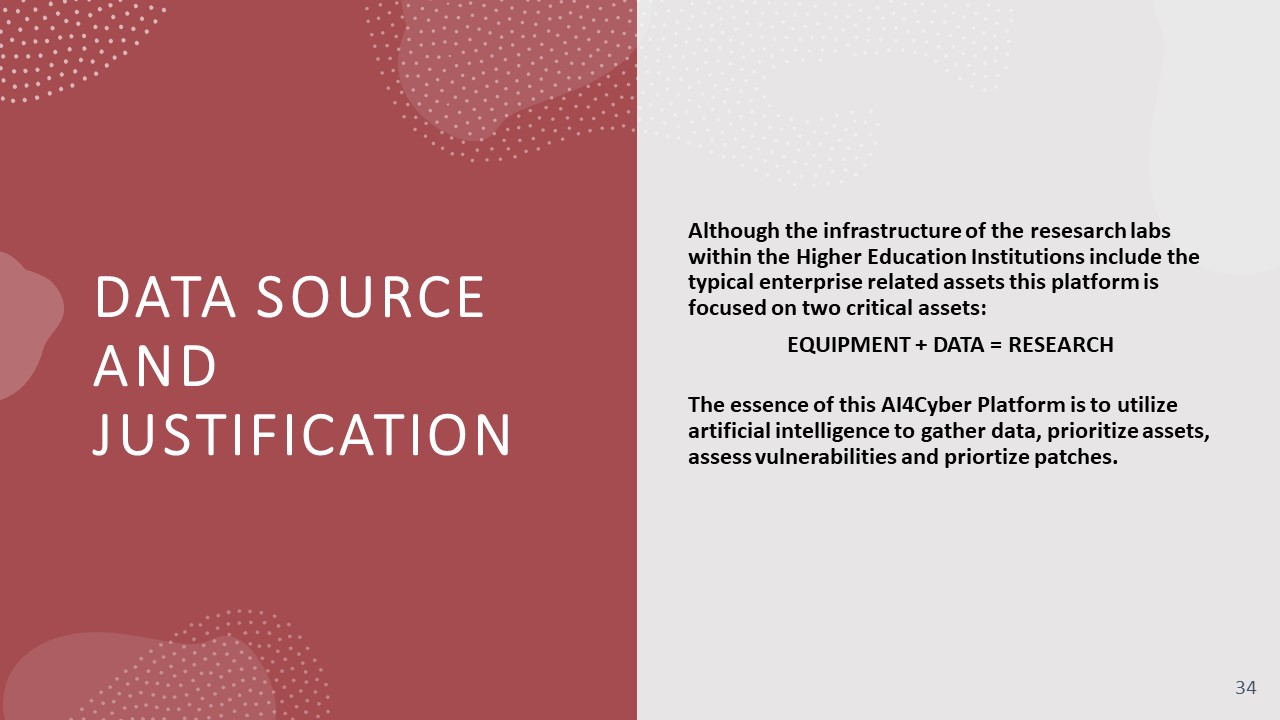 DATA SOURCE
AND
JUSTIFICATION
Although the infrastructure of the resesarch labs
within the Higher Education Institutions include the
typical enterprise related assets this platform is
focused on two critical assets:
EQUIPMENT + DATA = RESEARCH
The essence of this AI4Cyber Platform is to utilize
artificial intelligence to gather data, prioritize assets,
assess vulnerabilities and priortize patches.
34